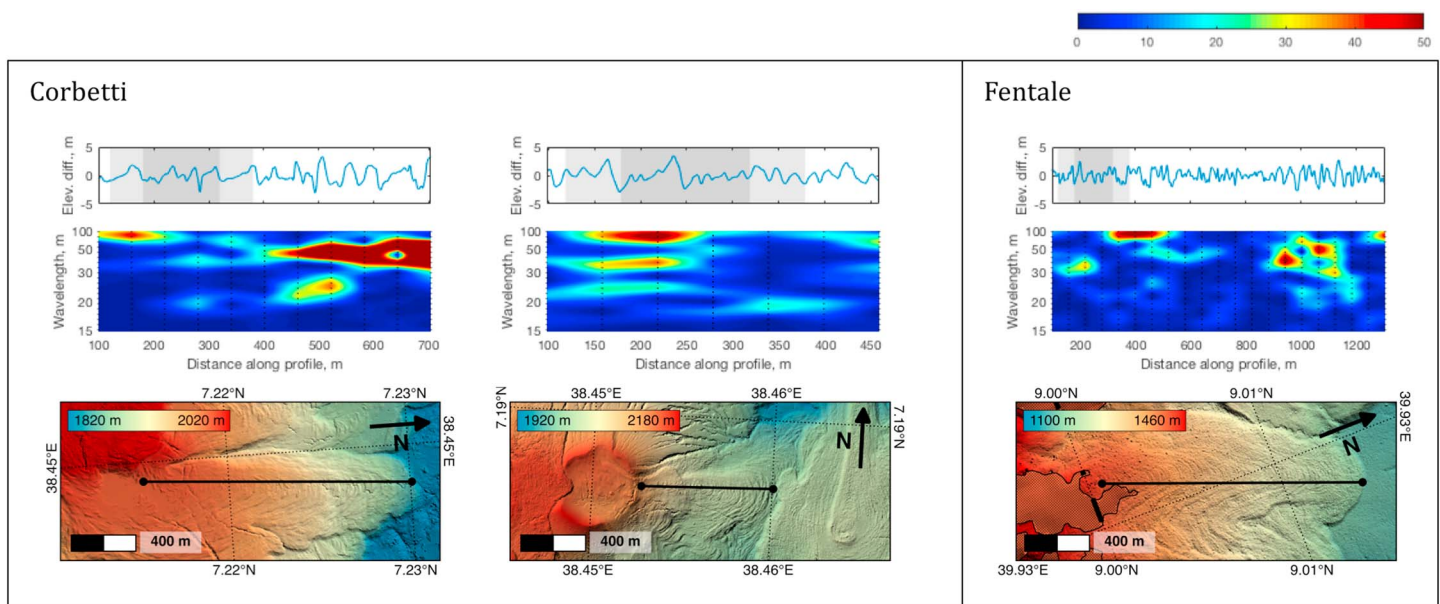 0 10 20 30 40 50
Corbetti
Fentale
Elev. diff., m
5
0
-5
Wavelength, m
100
50
30
20
15
100 200 300 400 500 600 700
Distance along profile, m
7.22°N 7.23°N
1820 m 2020 m
N
38.45°E
38.45°E
400 m
7.22°N 7.23°N
Elev. diff., m
5
0
-5
Wavelength, m
100
50
30
20
15
100 150 200 250 300 350 400 450
Distance along profile, m
7.19°N
38.45°E 38.46°E
1920 m 2180 m
N
7.19°N
400 m
38.45°E 38.46°E
Elev. diff., m
5
0
-5
Wavelength, m
100
50
30
20
15
200 400 600 800 1000 1200
Distance along profile, m
9.00°N 9.01°N
1100 m 1460 m
N
39.93°E
400 m
39.93°E 9.00°N 9.01°N